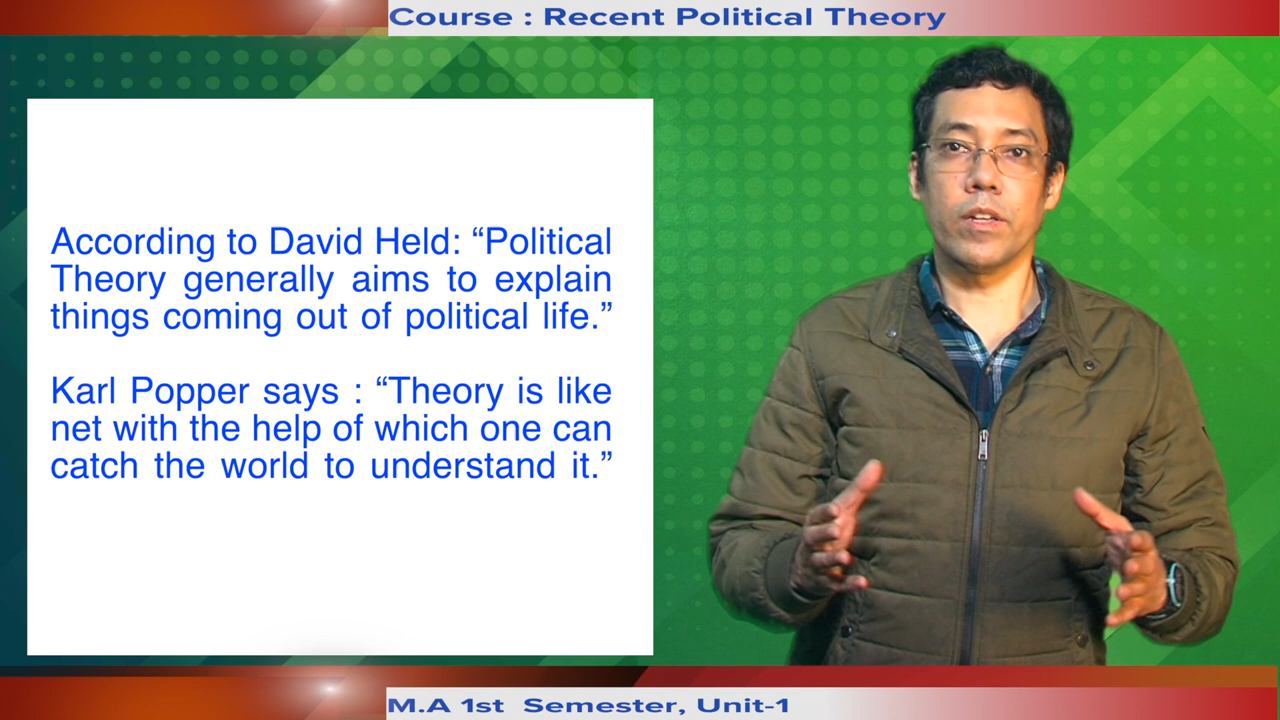 Course : Recent Political Theory
According to David Held: “Political
Theory generally aims to explain
things coming out of political life.”
Karl Popper says : “Theory is like
net with the help of which one can
catch the world to understand it.”
M.A 1st Semester, Unit-1